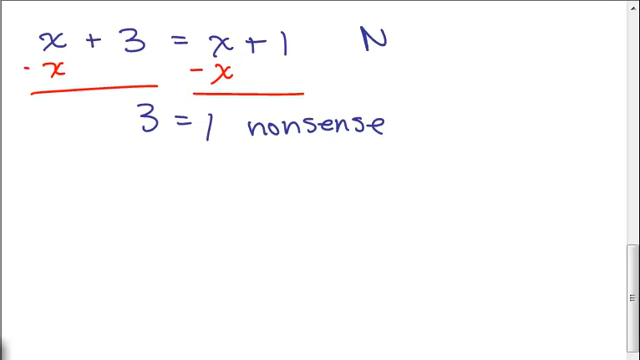 x + 3 = x + 1 N
- x - x
3 = 1 nonsense